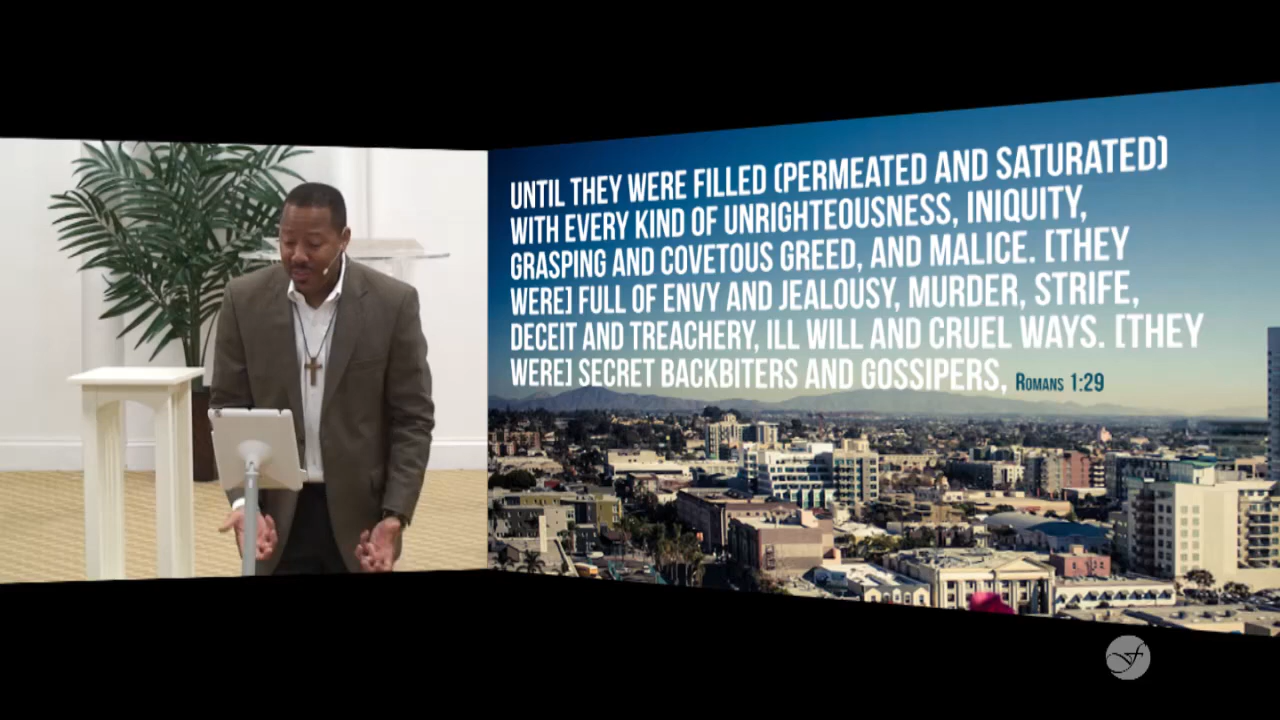 UNTIL THEY WERE FILLED (PERMEATED AND SATURATED)
WITH EVERY KIND OF UNRIGHTEOUSNESS, INIQUITY,
GRASPING AND COVETOUS GREED, AND MALICE. [THEY
WERE] FULL OF ENVY AND JEALOUSY, MURDER, STRIFE,
DECEIT AND TREACHERY, ILL WILL AND CRUEL WAYS. [THEY
WERE] SECRET BACKBITERS AND GOSSIPERS, ROMANS 1:29